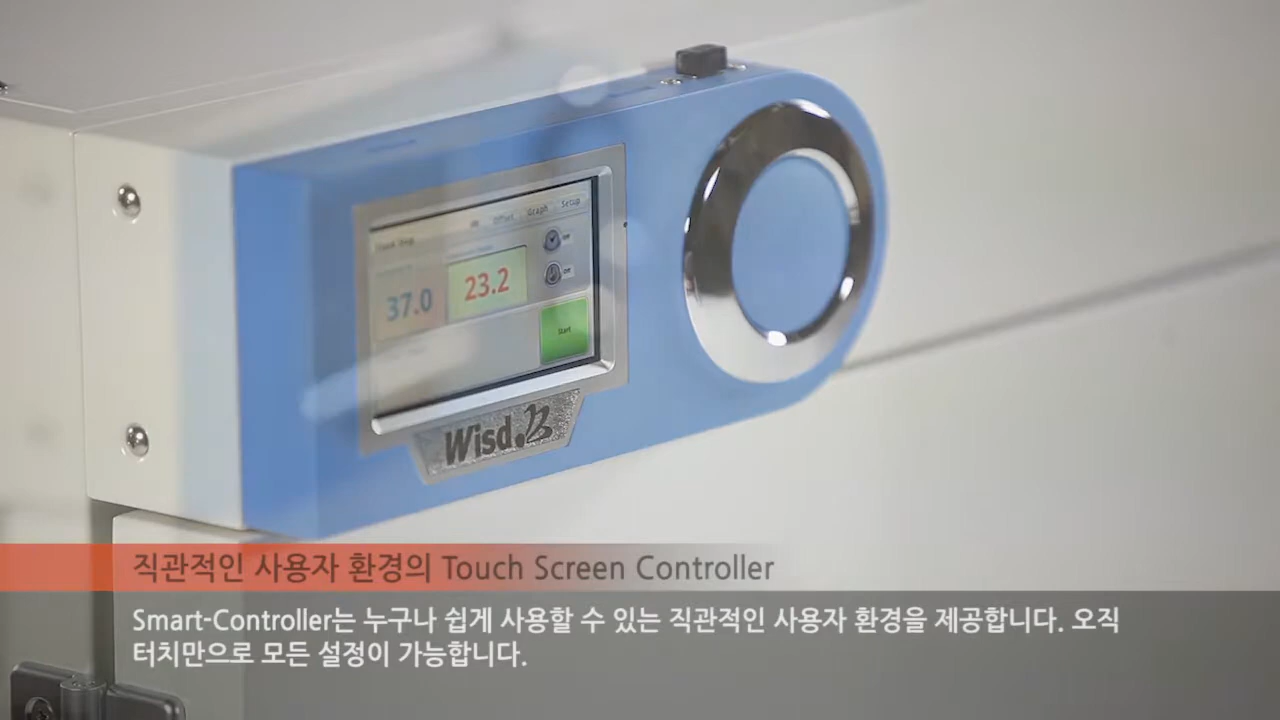 Offset Graph Setup
37.0 23.2
Off
Off
Start
Wisd.
직관적인 사용자 환경의 Touch Screen Controller
Smart-Controller는 누구나 쉽게 사용할 수 있는 직관적인 사용자 환경을 제공합니다. 오직
터치만으로 모든 설정이 가능합니다.